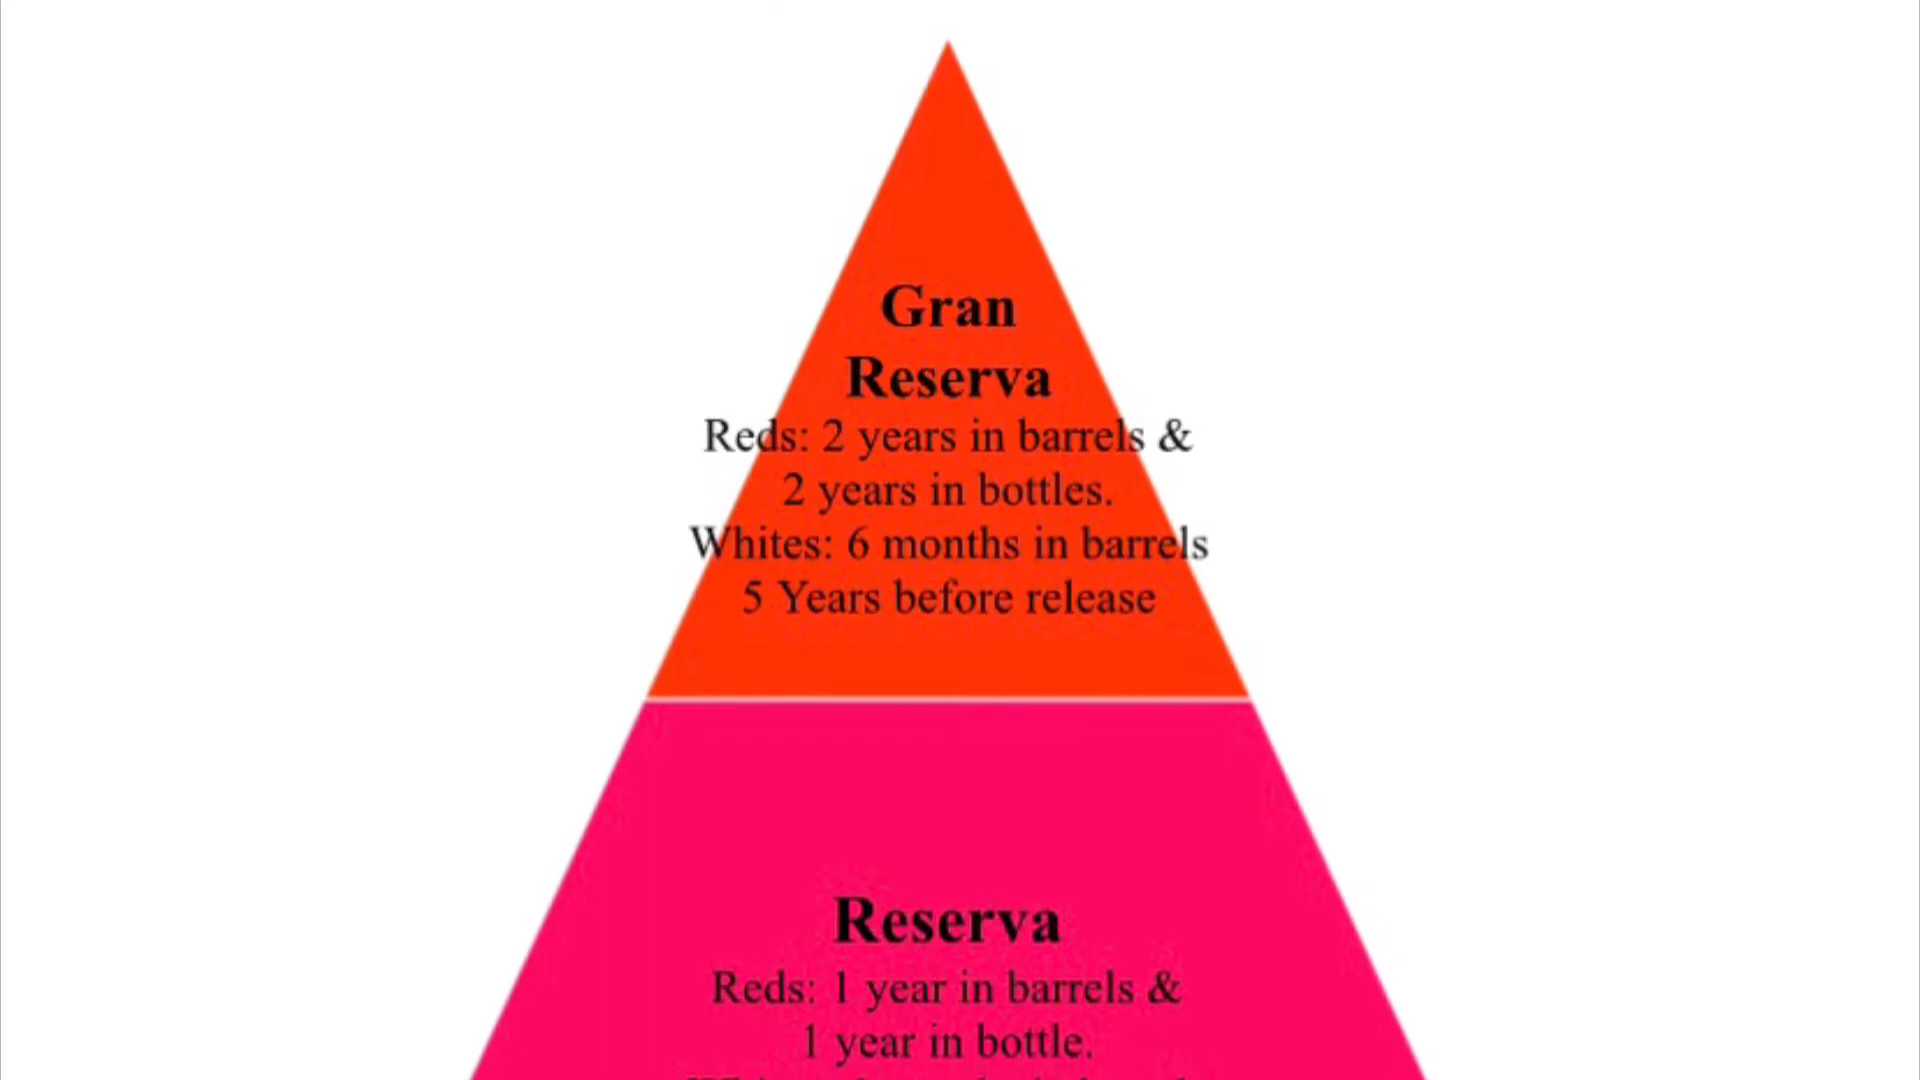 Gran
Reserva
Reds: 2 years in barrels &
2 years in bottles.
Whites: 6 months in barrels
5 Years before release
Reserva
Reds: 1 year in barrels &
1 year in bottle.